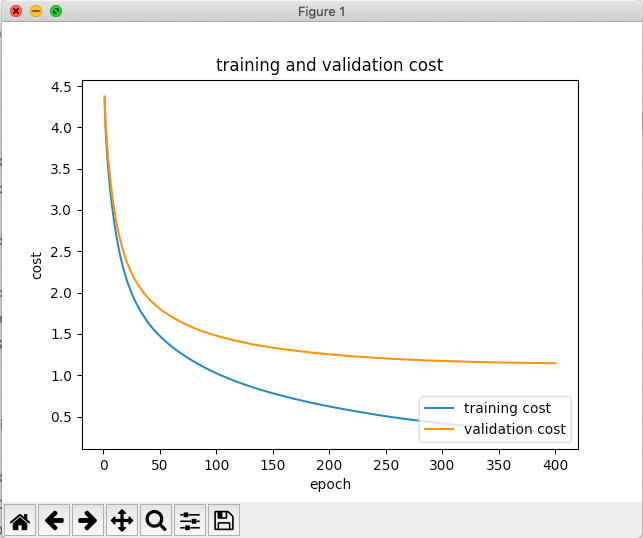 Figure 1
training and validation cost
4.5
4.0
3.5
3.0
2.5
2.0
1.5
1.0
0.5
cost
0 50 100 150 200 250 300 350 400
epoch
training cost
validation cost